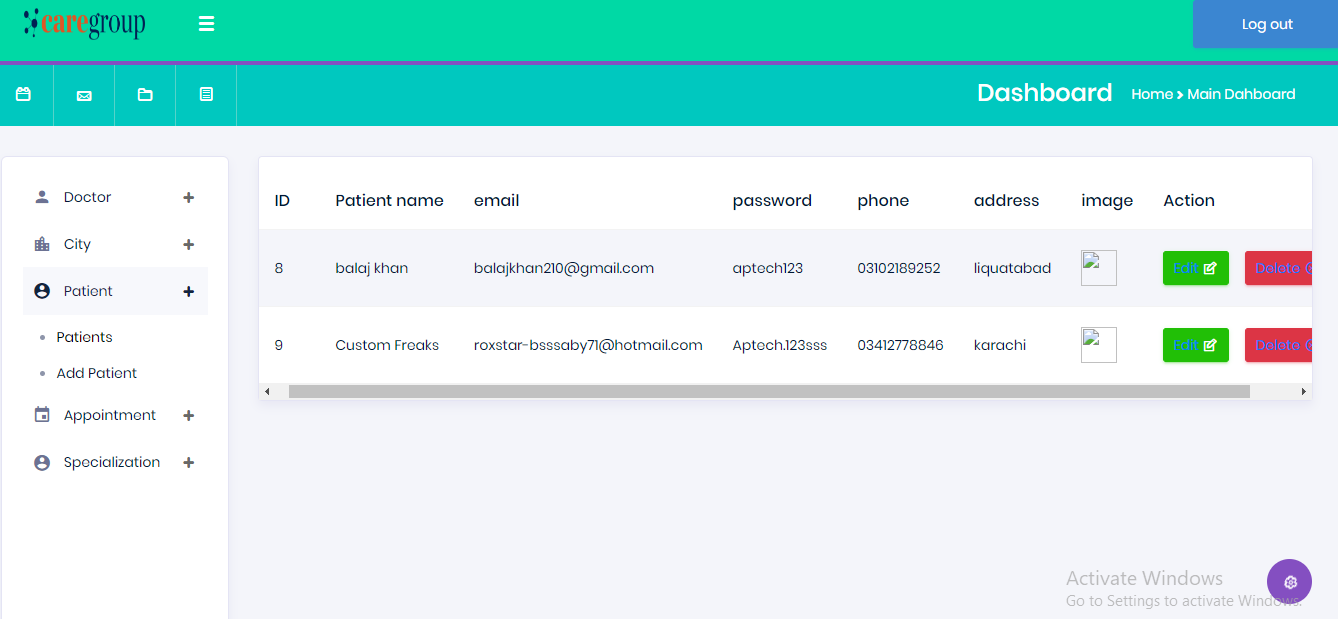 caregroup
Log out
Dashboard Home > Main Dahboard
Doctor +
City +
Patient +
Patients
Add Patient
Appointment +
Specialization +
ID Patient name email password phone address image Action
8 balaj khan balajkhan210@gmail.com aptech123 03102189252 liquatabad Edit Delete
9 Custom Freaks roxstar-bsssaby71@hotmail.com Aptech.123sss 03412778846 karachi Edit Delete
Activate Windows
Go to Settings to activate Windows.